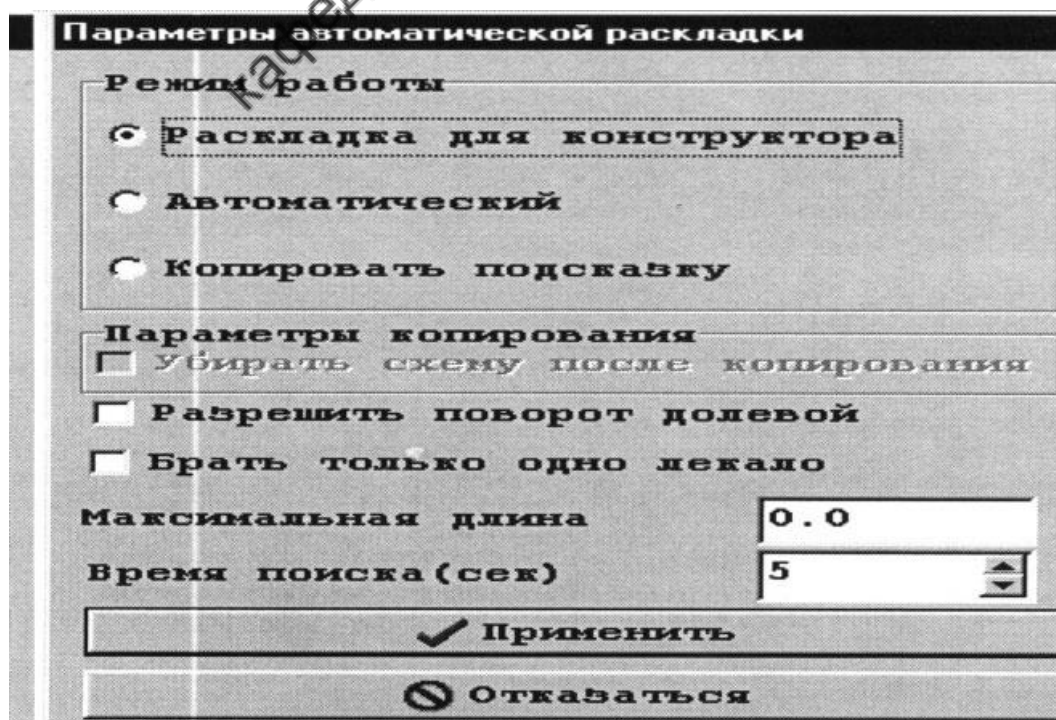 кафед
Параметры автоматической раскладки
Режим работы
Раскладка для конструктора
Автоматический
Копировать подсказку
Параметры копирования
Убирать схему после копирования
Разрешить поворот долевой
Брать только одно лекало
Максимальная длина 0.0
Время поиска(сек) 5
Применить
Отказаться